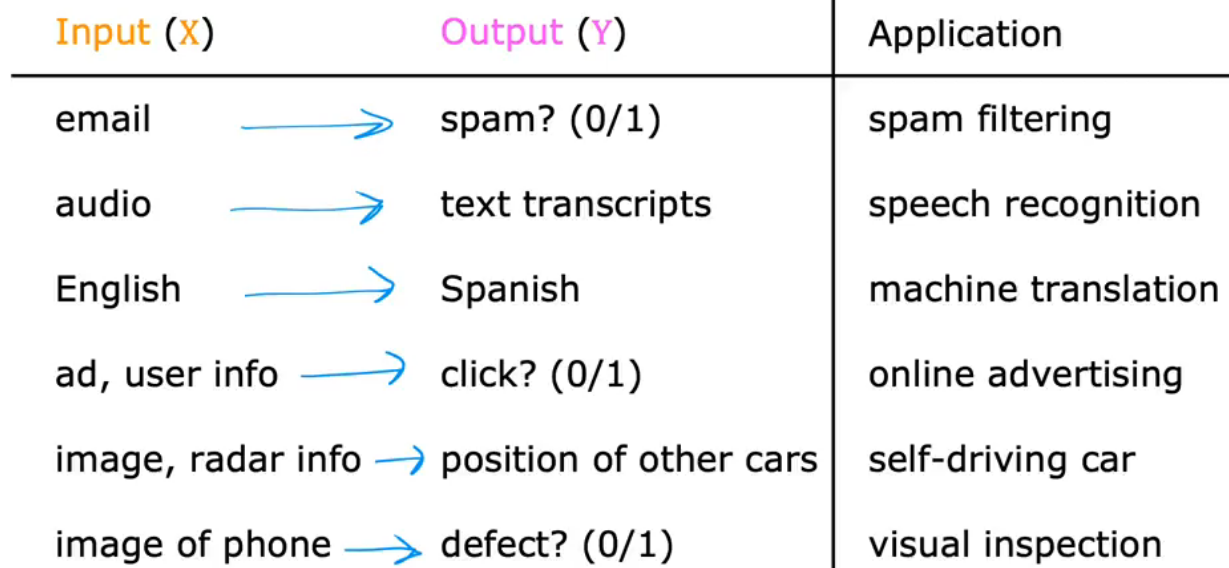 Input (X) Output (Y) Application
email spam? (0/1) spam filtering
audio text transcripts speech recognition
English Spanish machine translation
ad, user info click? (0/1) online advertising
image, radar info position of other cars self-driving car
image of phone defect? (0/1) visual inspection